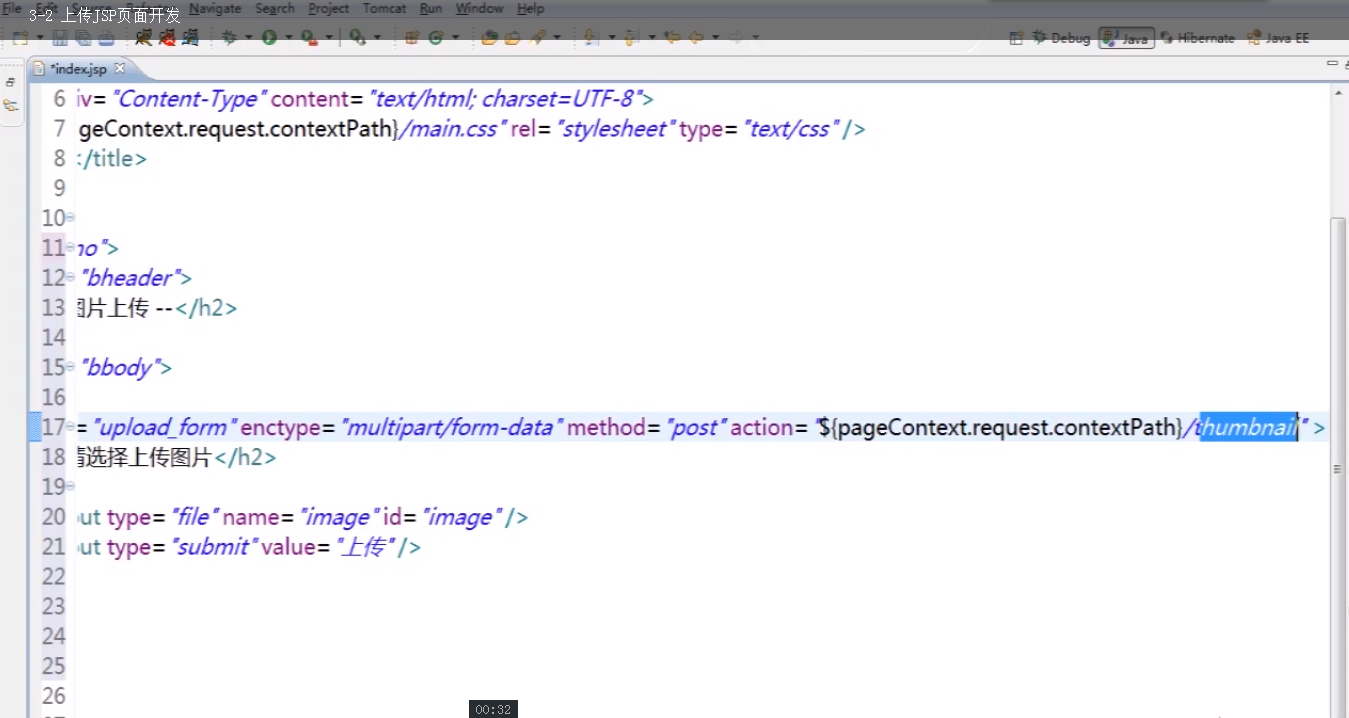 File Edit Refactor Navigate Search Project Tomcat Run Window Help
3-2 上传JSP页面开发
Debug Java Hibernate Java EE
*index.jsp
6 iv="Content-Type" content="text/html; charset=UTF-8">
7 geContext.request.contextPath}/main.css" rel="stylesheet" type="text/css" />
8 </title>
9
10
11 no">
12 "bheader">
13 图片上传 --</h2>
14
15 "bbody">
16
17 ="upload_form" enctype="multipart/form-data" method="post" action="${pageContext.request.contextPath}/thumbnail" >
18 请选择上传图片</h2>
19
20 out type="file" name="image" id="image" />
21 out type="submit" value="上传" />
22
23
24
25
26
00:32